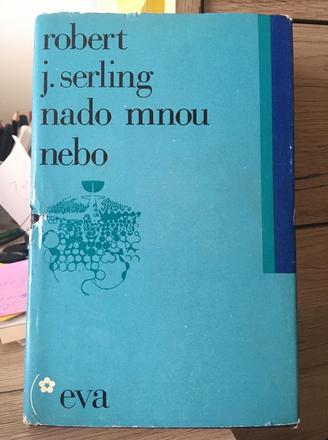 robert
j. serling
nado mnou
nebo
eva